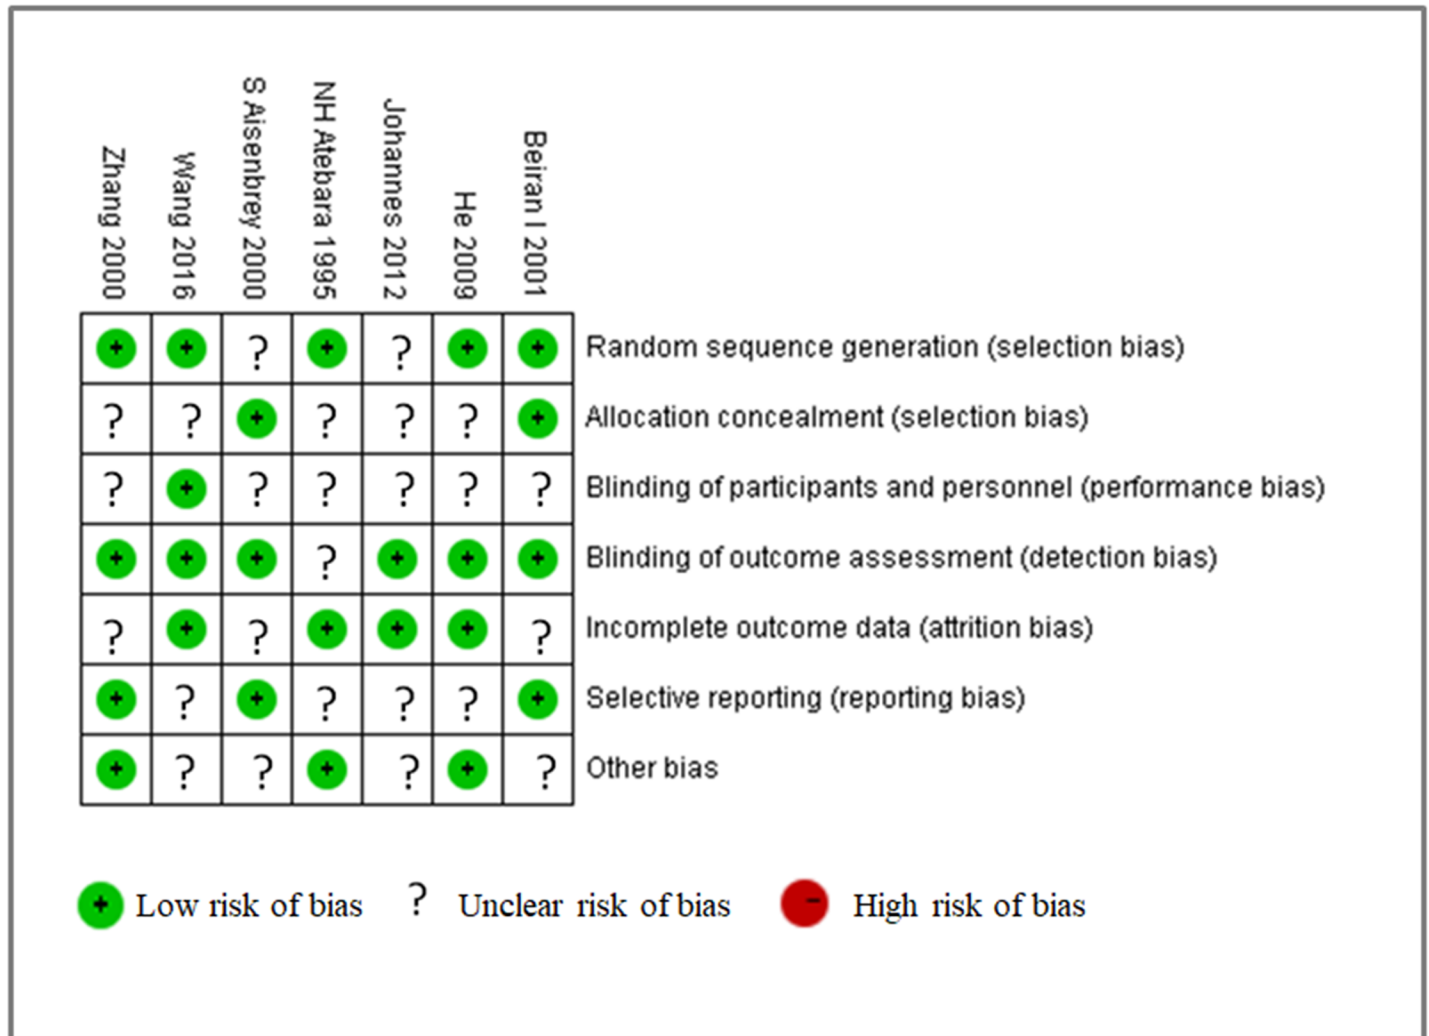 Zhang 2000
Wang 2016
S Aisenbrey 2000
NH Atebara 1995
Johannes 2012
He 2009
Beiran I 2001
+ + ? + ? + + Random sequence generation (selection bias)
? ? + ? ? ? + Allocation concealment (selection bias)
? + ? ? ? ? ? Blinding of participants and personnel (performance bias)
+ + + ? + + + Blinding of outcome assessment (detection bias)
? + ? + + + ? Incomplete outcome data (attrition bias)
+ ? + ? ? ? + Selective reporting (reporting bias)
+ ? ? + ? + ? Other bias
+ Low risk of bias ? Unclear risk of bias - High risk of bias